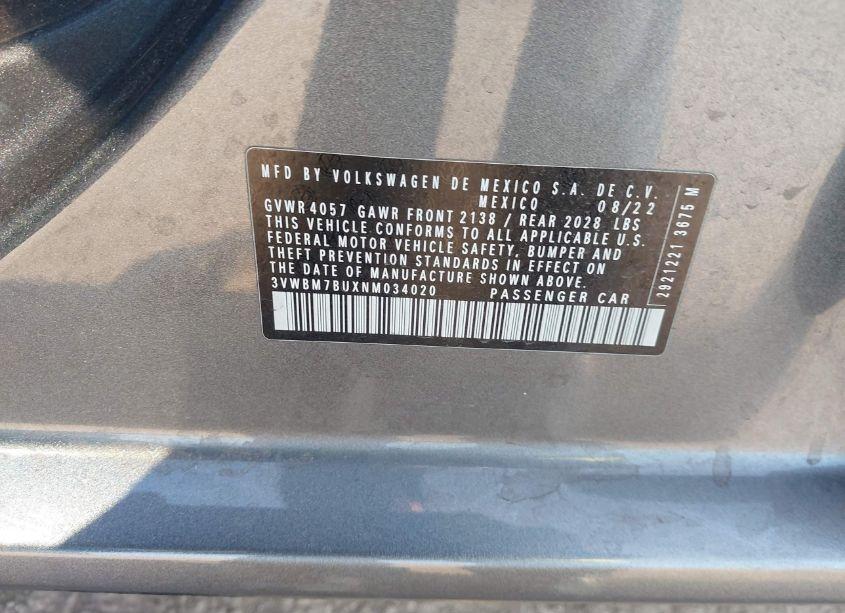 MFD BY VOLKSWAGEN DE MEXICO S.A. DE C.V.
MEXICO 08/22
GVWR 4057 GAWR FRONT 2138 / REAR 2028 LBS
THIS VEHICLE CONFORMS TO ALL APPLICABLE U.S.
FEDERAL MOTOR VEHICLE SAFETY, BUMPER AND
THEFT PREVENTION STANDARDS IN EFFECT ON
THE DATE OF MANUFACTURE SHOWN ABOVE.
3VWBM7BUXNM034020 PASSENGER CAR
2921221 3675 M